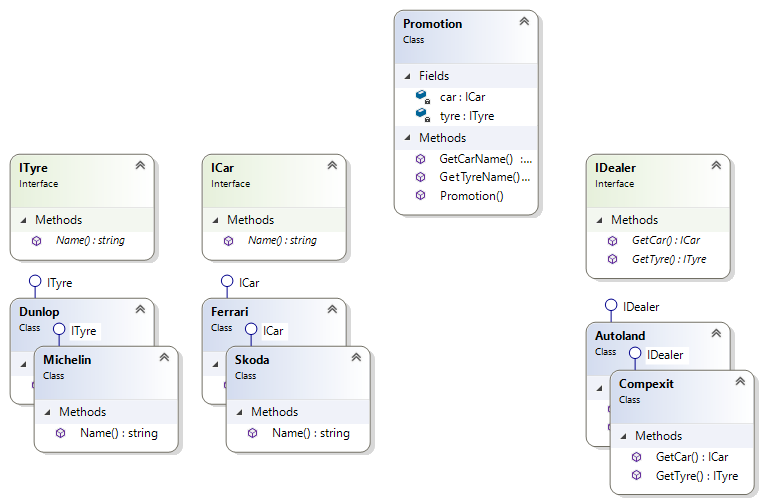 Promotion
Class
Fields
car : ICar
tyre : ITyre
Methods
GetCarName() :...
GetTyreName()...
Promotion()
ITyre
Interface
Methods
Name() : string
ICar
Interface
Methods
Name() : string
IDealer
Interface
Methods
GetCar() : ICar
GetTyre() : ITyre
ITyre
Dunlop
Class
ITyre
Michelin
Class
Methods
Name() : string
ICar
Ferrari
Class
ICar
Skoda
Class
Methods
Name() : string
IDealer
Autoland
Class
IDealer
Compexit
Class
Methods
GetCar() : ICar
GetTyre() : ITyre